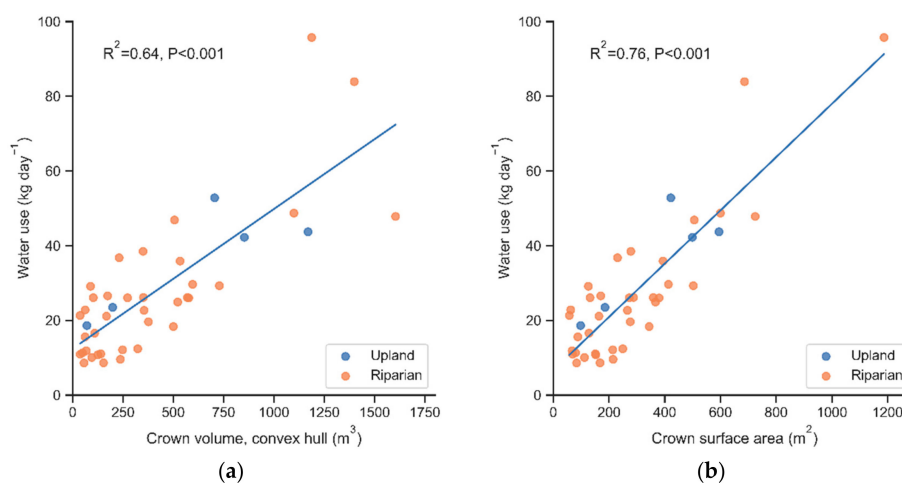 100
80
60
40
20
0
Water use (kg day⁻¹)
R²=0.64, P<0.001
Upland
Riparian
0 250 500 750 1000 1250 1500 1750
Crown volume, convex hull (m³)
(a)
100
80
60
40
20
0
Water use (kg day⁻¹)
R²=0.76, P<0.001
Upland
Riparian
0 200 400 600 800 1000 1200
Crown surface area (m²)
(b)